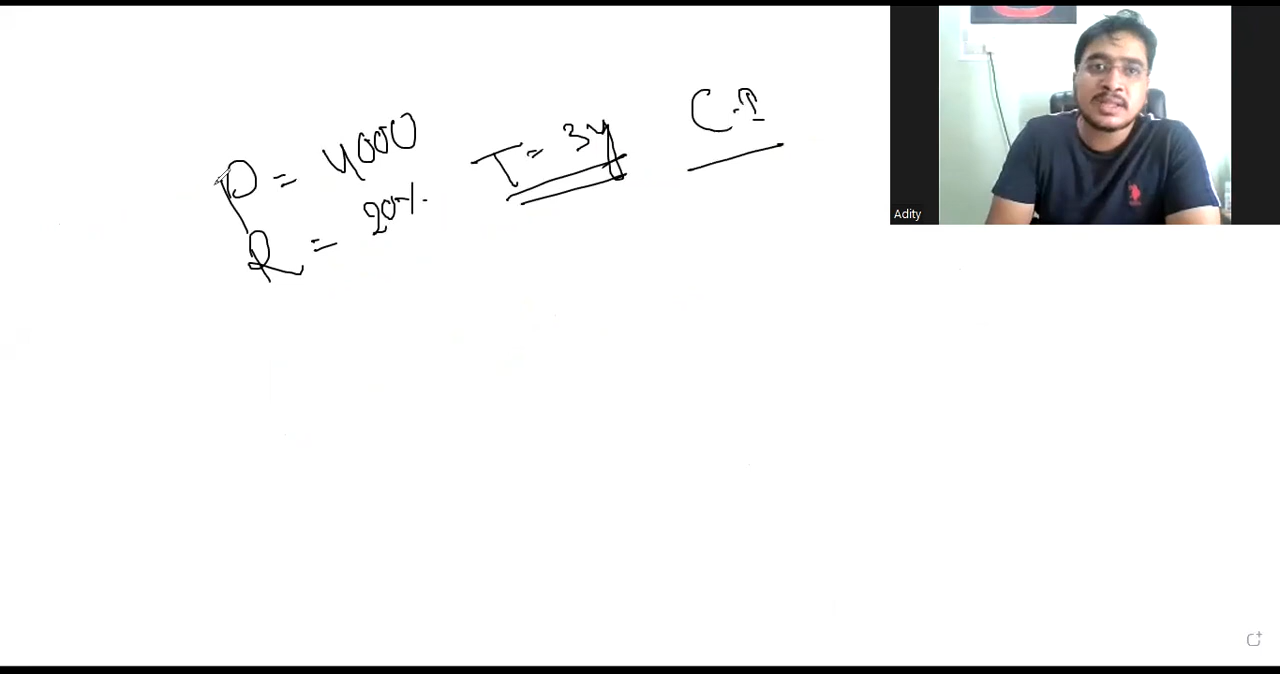 P = 4000 T = 3y C.I
R = 20%
Adity